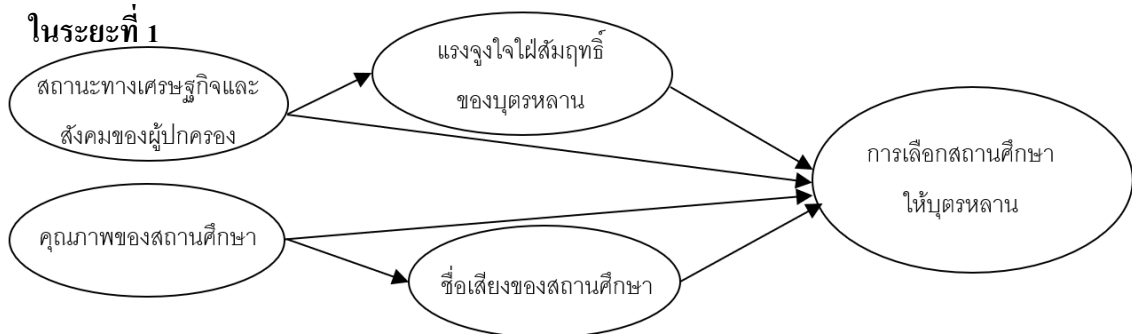 ในระยะที่ 1
สถานะทางเศรษฐกิจและ
สังคมของผู้ปกครอง
แรงจูงใจใฝ่สัมฤทธิ์
ของบุตรหลาน
การเลือกสถานศึกษา
ให้บุตรหลาน
คุณภาพของสถานศึกษา
ชื่อเสียงของสถานศึกษา